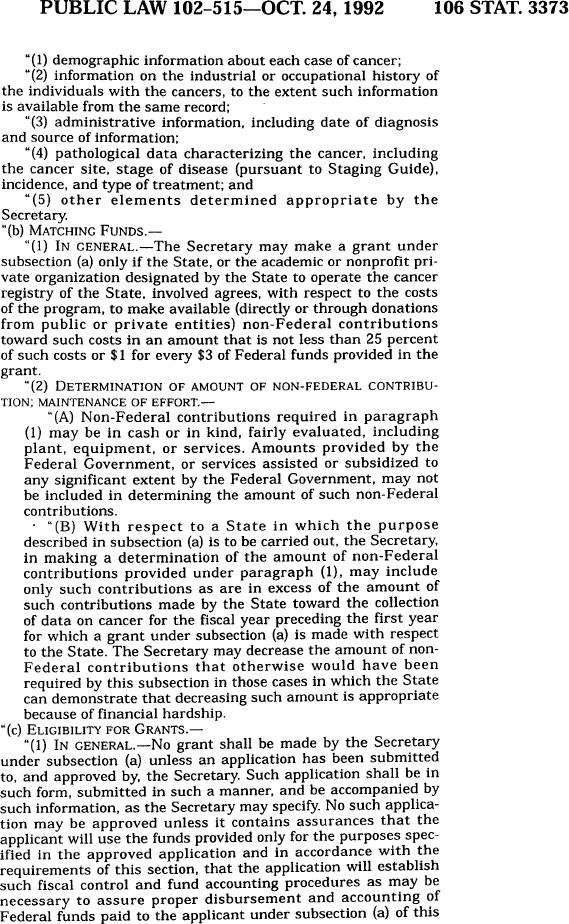 PUBLIC LAW 102–515—OCT. 24, 1992 106 STAT. 3373
"(1) demographic information about each case of cancer;
"(2) information on the industrial or occupational history of
the individuals with the cancers, to the extent such information
is available from the same record;
"(3) administrative information, including date of diagnosis
and source of information;
"(4) pathological data characterizing the cancer, including
the cancer site, stage of disease (pursuant to Staging Guide),
incidence, and type of treatment; and
"(5) other elements determined appropriate by the
Secretary.
"(b) MATCHING FUNDS.—
"(1) IN GENERAL.—The Secretary may make a grant under
subsection (a) only if the State, or the academic or nonprofit pri-
vate organization designated by the State to operate the cancer
registry of the State, involved agrees, with respect to the costs
of the program, to make available (directly or through donations
from public or private entities) non-Federal contributions
toward such costs in an amount that is not less than 25 percent
of such costs or $1 for every $3 of Federal funds provided in the
grant.
"(2) DETERMINATION OF AMOUNT OF NON-FEDERAL CONTRIBU-
TION; MAINTENANCE OF EFFORT.—
"(A) Non-Federal contributions required in paragraph
(1) may be in cash or in kind, fairly evaluated, including
plant, equipment, or services. Amounts provided by the
Federal Government, or services assisted or subsidized to
any significant extent by the Federal Government, may not
be included in determining the amount of such non-Federal
contributions.
"(B) With respect to a State in which the purpose
described in subsection (a) is to be carried out, the Secretary,
in making a determination of the amount of non-Federal
contributions provided under paragraph (1), may include
only such contributions as are in excess of the amount of
such contributions made by the State toward the collection
of data on cancer for the fiscal year preceding the first year
for which a grant under subsection (a) is made with respect
to the State. The Secretary may decrease the amount of non-
Federal contributions that otherwise would have been
required by this subsection in those cases in which the State
can demonstrate that decreasing such amount is appropriate
because of financial hardship.
"(c) ELIGIBILITY FOR GRANTS.—
"(1) IN GENERAL.—No grant shall be made by the Secretary
under subsection (a) unless an application has been submitted
to, and approved by, the Secretary. Such application shall be in
such form, submitted in such a manner, and be accompanied by
such information, as the Secretary may specify. No such applica-
tion may be approved unless it contains assurances that the
applicant will use the funds provided only for the purposes spec-
ified in the approved application and in accordance with the
requirements of this section, that the application will establish
such fiscal control and fund accounting procedures as may be
necessary to assure proper disbursement and accounting of
Federal funds paid to the applicant under subsection (a) of this